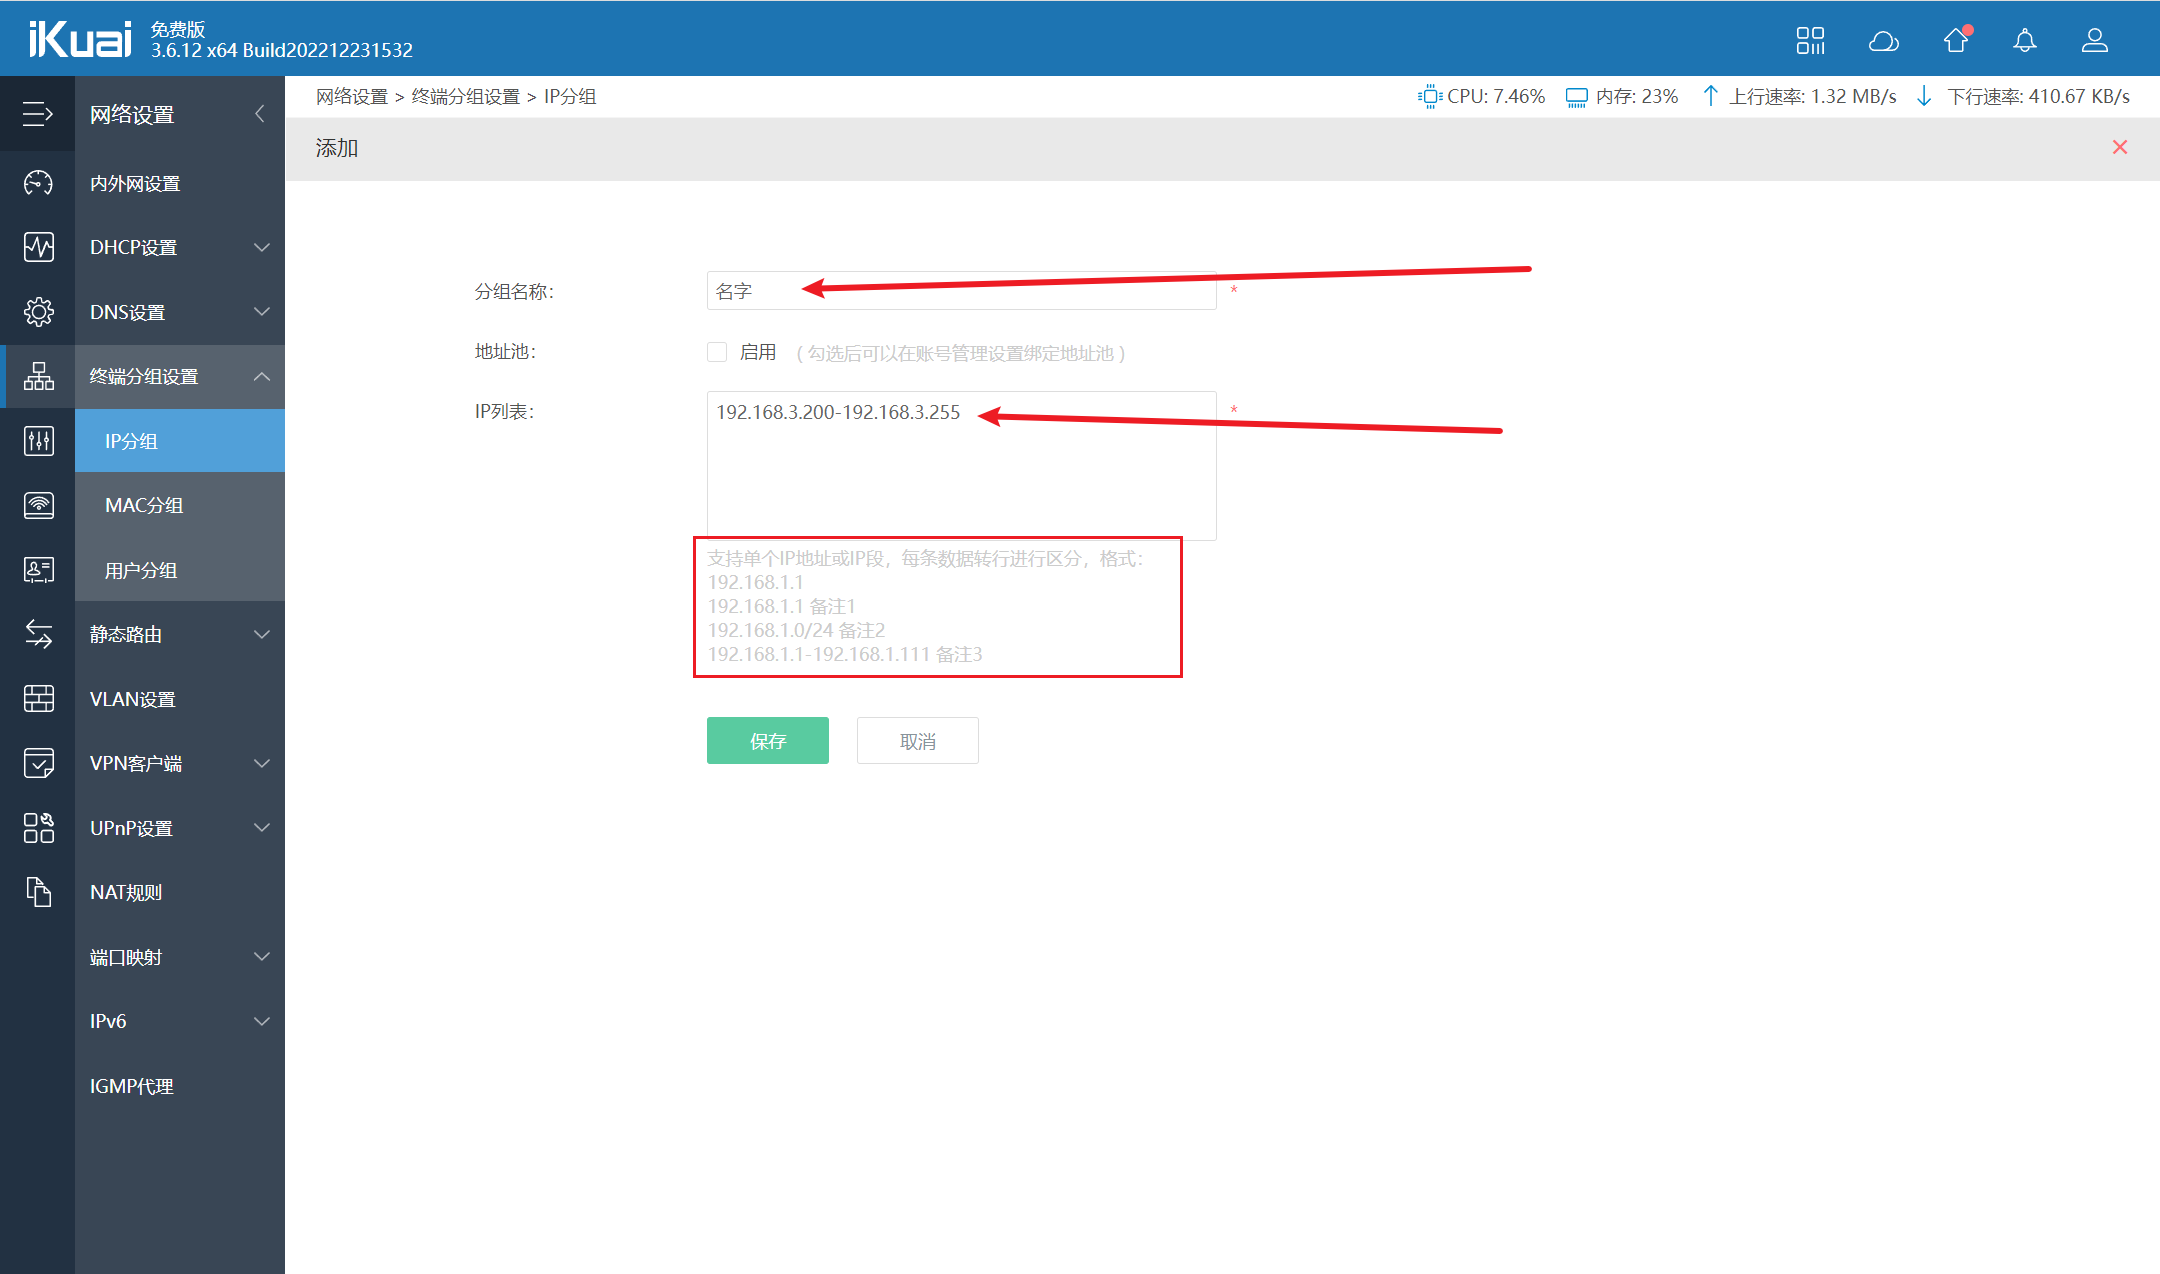 iKuai
免费版
3.6.12 x64 Build202212231532
网络设置
内外网设置
DHCP设置
DNS设置
终端分组设置
IP分组
MAC分组
用户分组
静态路由
VLAN设置
VPN客户端
UPnP设置
NAT规则
端口映射
IPv6
IGMP代理
网络设置 > 终端分组设置 > IP分组
CPU: 7.46% 内存: 23% 上行速率: 1.32 MB/s 下行速率: 410.67 KB/s
添加
分组名称: 名字 *
地址池: 启用 ( 勾选后可以在账号管理设置绑定地址池 )
IP列表: 192.168.3.200-192.168.3.255 *
支持单个IP地址或IP段，每条数据转行进行区分，格式:
192.168.1.1
192.168.1.1 备注1
192.168.1.0/24 备注2
192.168.1.1-192.168.1.111 备注3
保存 取消